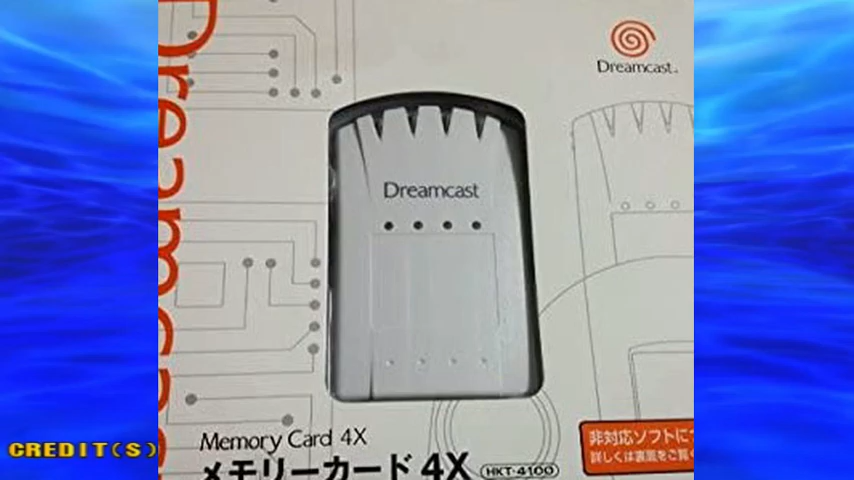 Dreamcast
Dreamcast.
Dreamcast
Memory Card 4X
メモリーカード 4X HKT-4100
非対応ソフトに
詳しくは裏面をご覧
CREDIT(S)